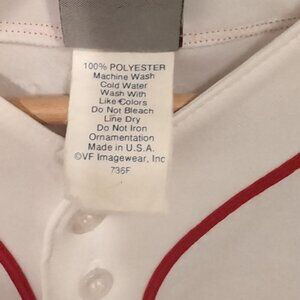 100% POLYESTER
Machine Wash
Cold Water
Wash With
Like Colors
Do Not Bleach
Line Dry
Do Not Iron
Ornamentation
Made in U.S.A.
©VF Imagewear, Inc
736F